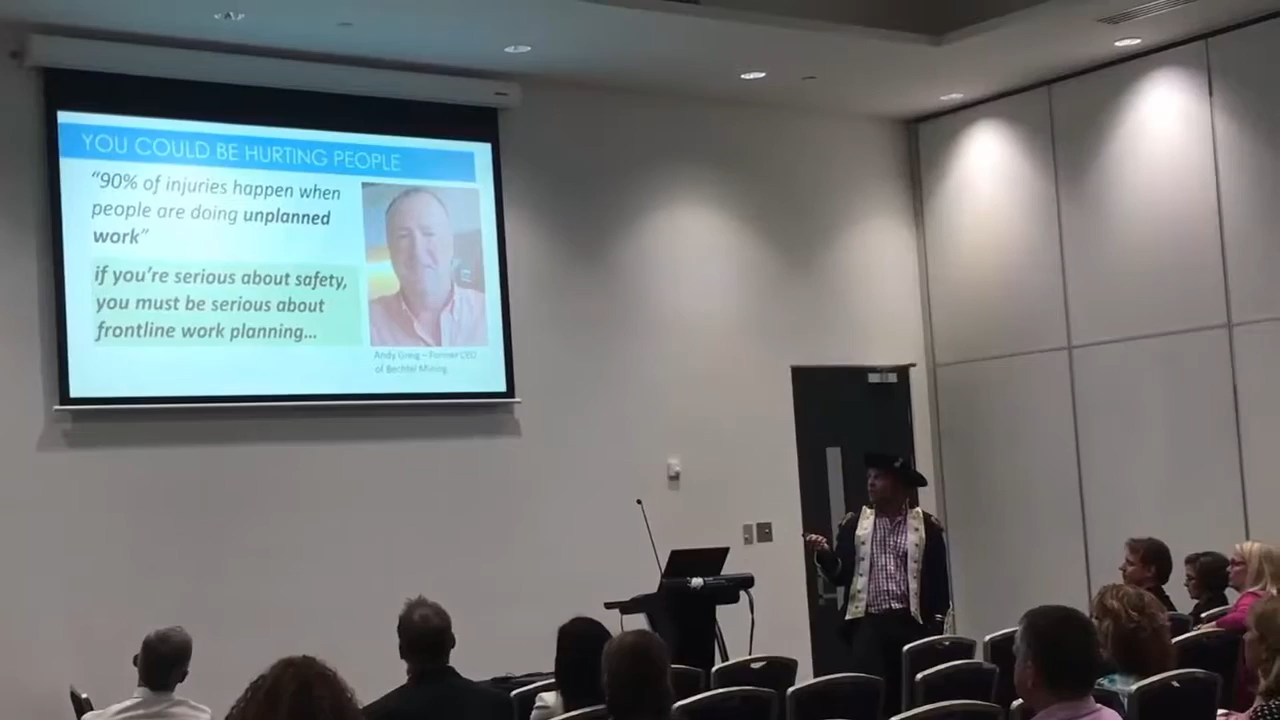 YOU COULD BE HURTING PEOPLE
“90% of injuries happen when
people are doing unplanned
work”
if you’re serious about safety,
you must be serious about
frontline work planning...
Andy Greig – Former CEO
of Bechtel Mining